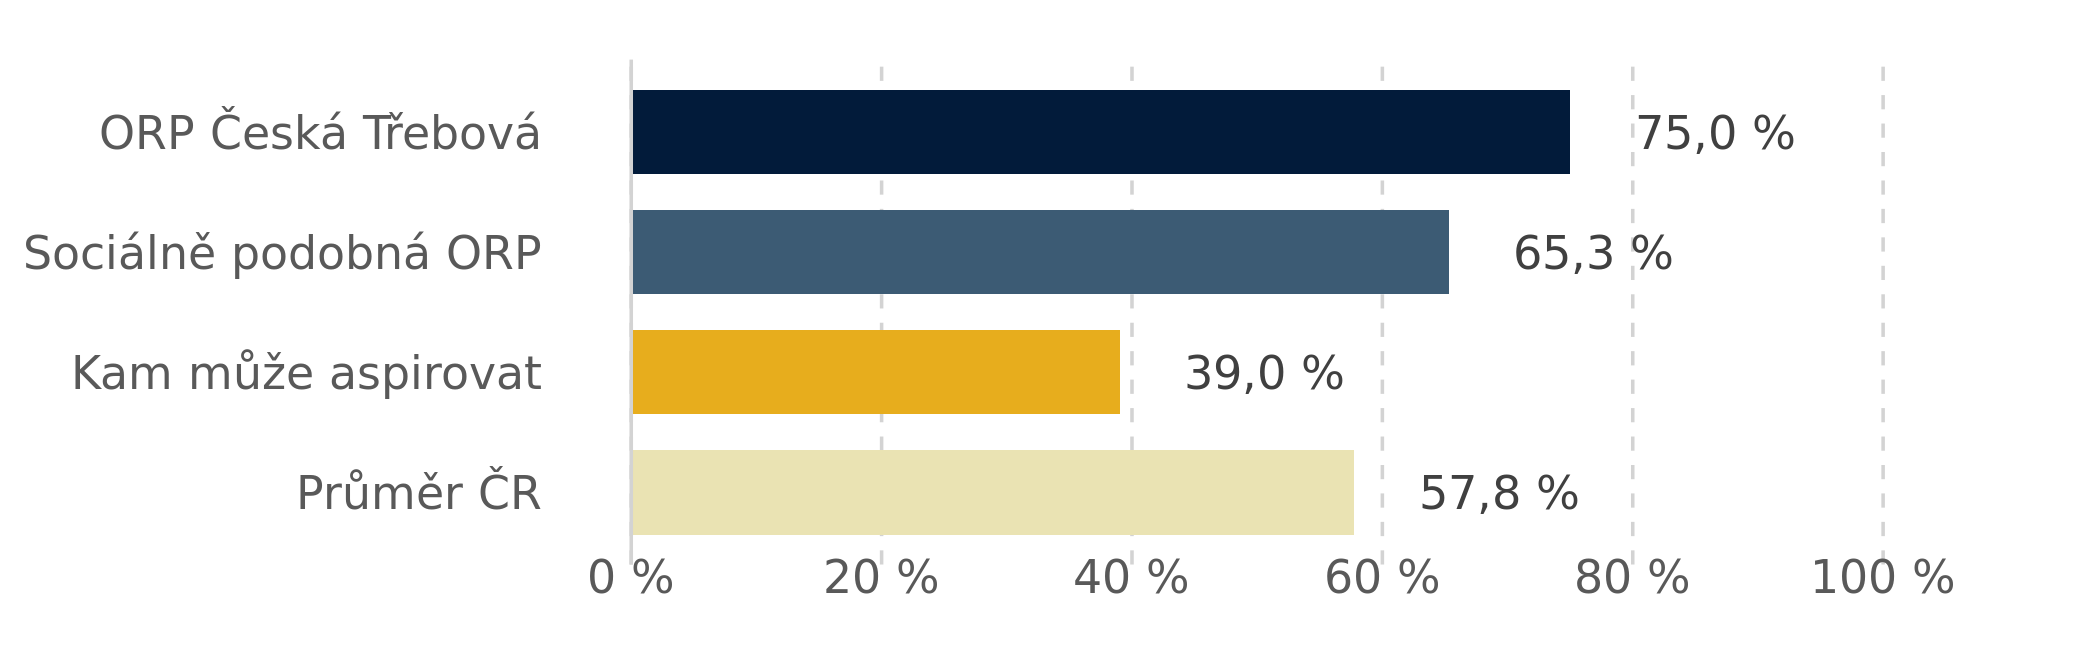 ORP Česká Třebová
75,0 %
Sociálně podobná ORP
65,3 %
Kam může aspirovat
39,0 %
Průměr ČR
57,8 %
0 %
20 %
40 %
60 %
80 %
100 %